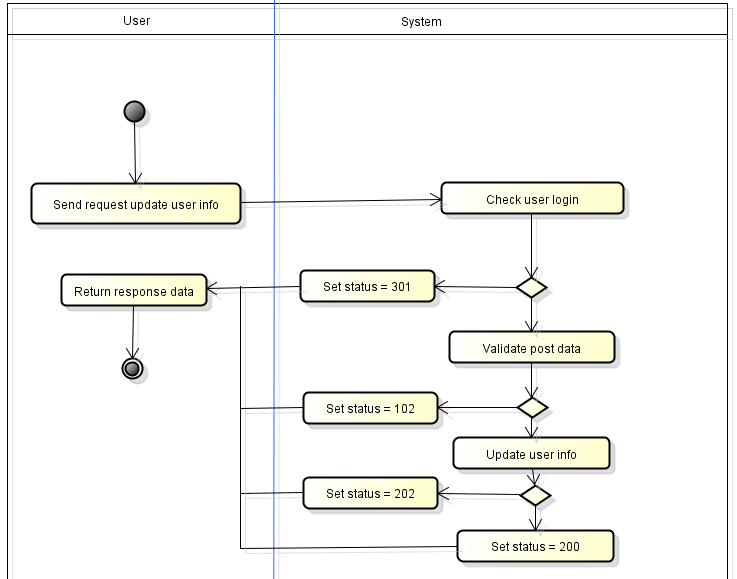 User
System
Send request update user info
Check user login
Return response data
Set status = 301
Validate post data
Set status = 102
Update user info
Set status = 202
Set status = 200